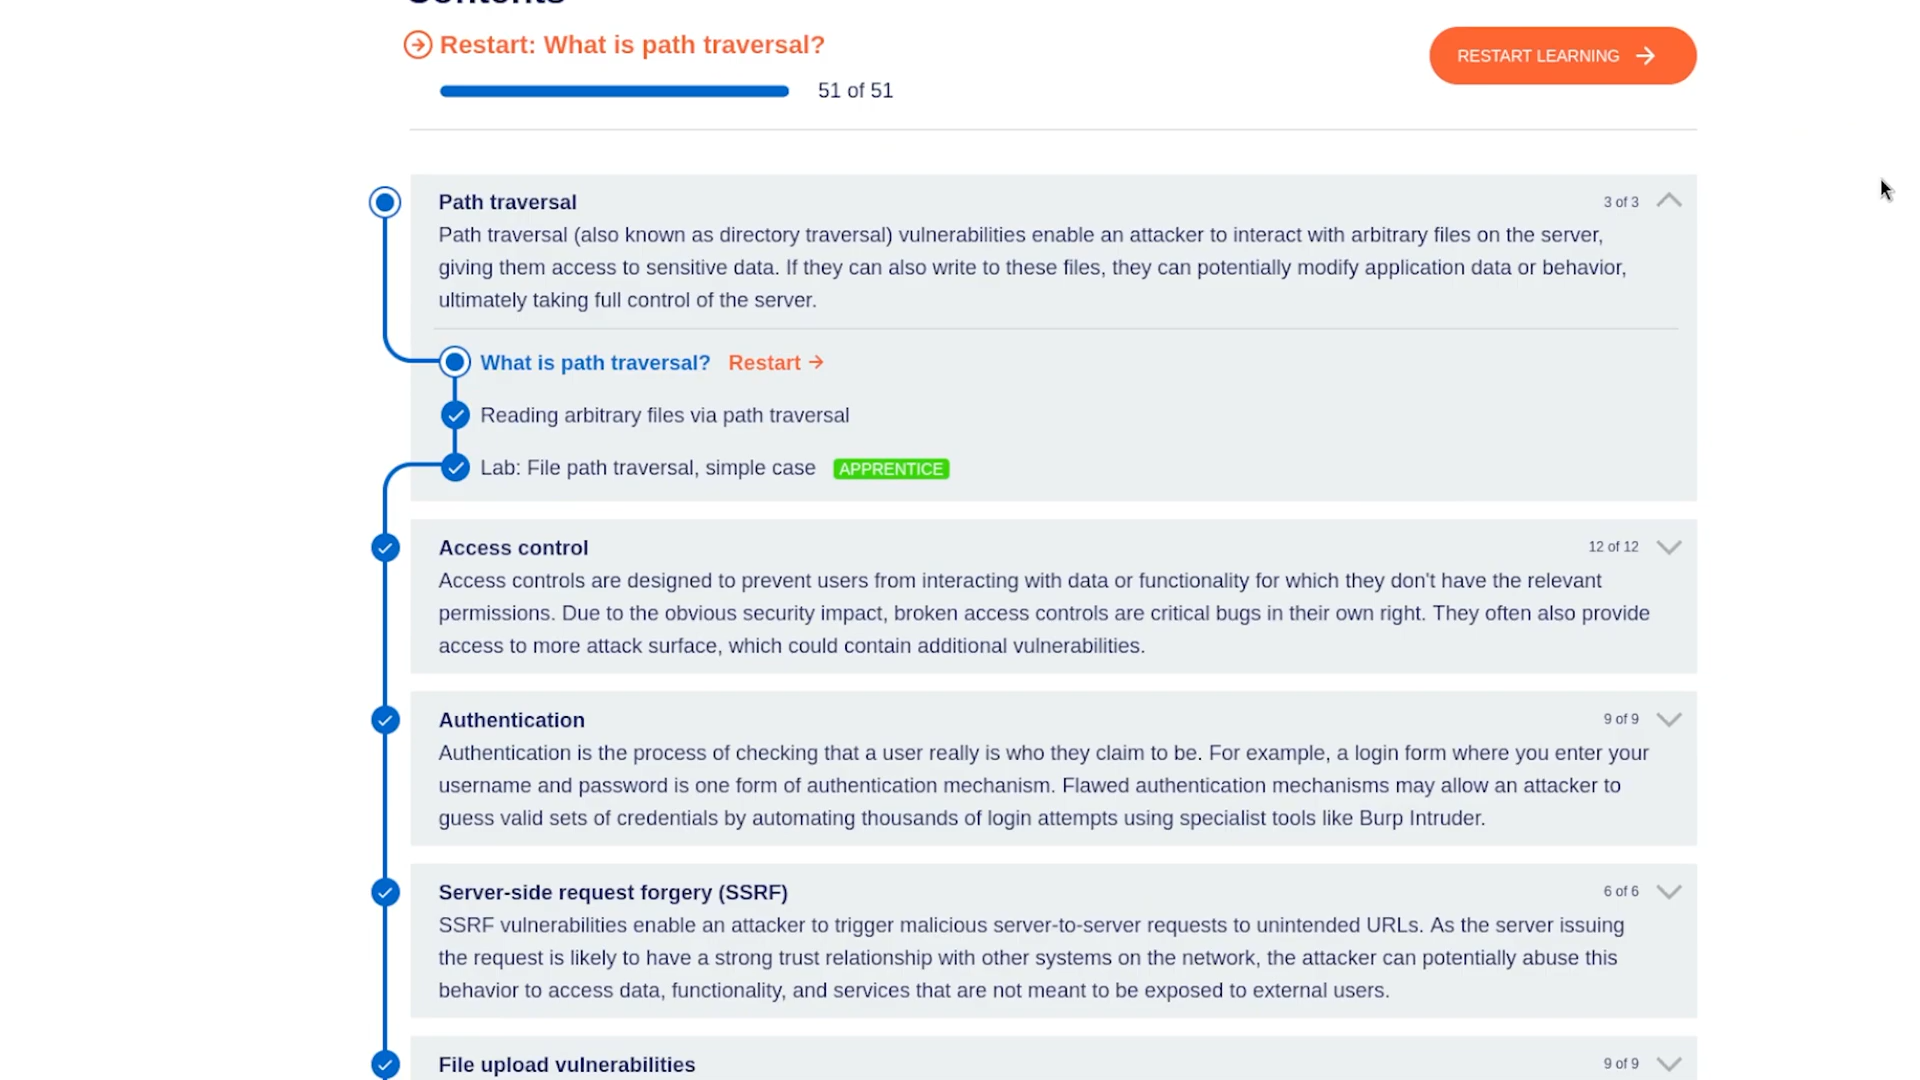 Contents
Restart: What is path traversal?
RESTART LEARNING
51 of 51
Path traversal
3 of 3
Path traversal (also known as directory traversal) vulnerabilities enable an attacker to interact with arbitrary files on the server,
giving them access to sensitive data. If they can also write to these files, they can potentially modify application data or behavior,
ultimately taking full control of the server.
What is path traversal? Restart
Reading arbitrary files via path traversal
Lab: File path traversal, simple case APPRENTICE
Access control
12 of 12
Access controls are designed to prevent users from interacting with data or functionality for which they don't have the relevant
permissions. Due to the obvious security impact, broken access controls are critical bugs in their own right. They often also provide
access to more attack surface, which could contain additional vulnerabilities.
Authentication
9 of 9
Authentication is the process of checking that a user really is who they claim to be. For example, a login form where you enter your
username and password is one form of authentication mechanism. Flawed authentication mechanisms may allow an attacker to
guess valid sets of credentials by automating thousands of login attempts using specialist tools like Burp Intruder.
Server-side request forgery (SSRF)
6 of 6
SSRF vulnerabilities enable an attacker to trigger malicious server-to-server requests to unintended URLs. As the server issuing
the request is likely to have a strong trust relationship with other systems on the network, the attacker can potentially abuse this
behavior to access data, functionality, and services that are not meant to be exposed to external users.
File upload vulnerabilities
9 of 9